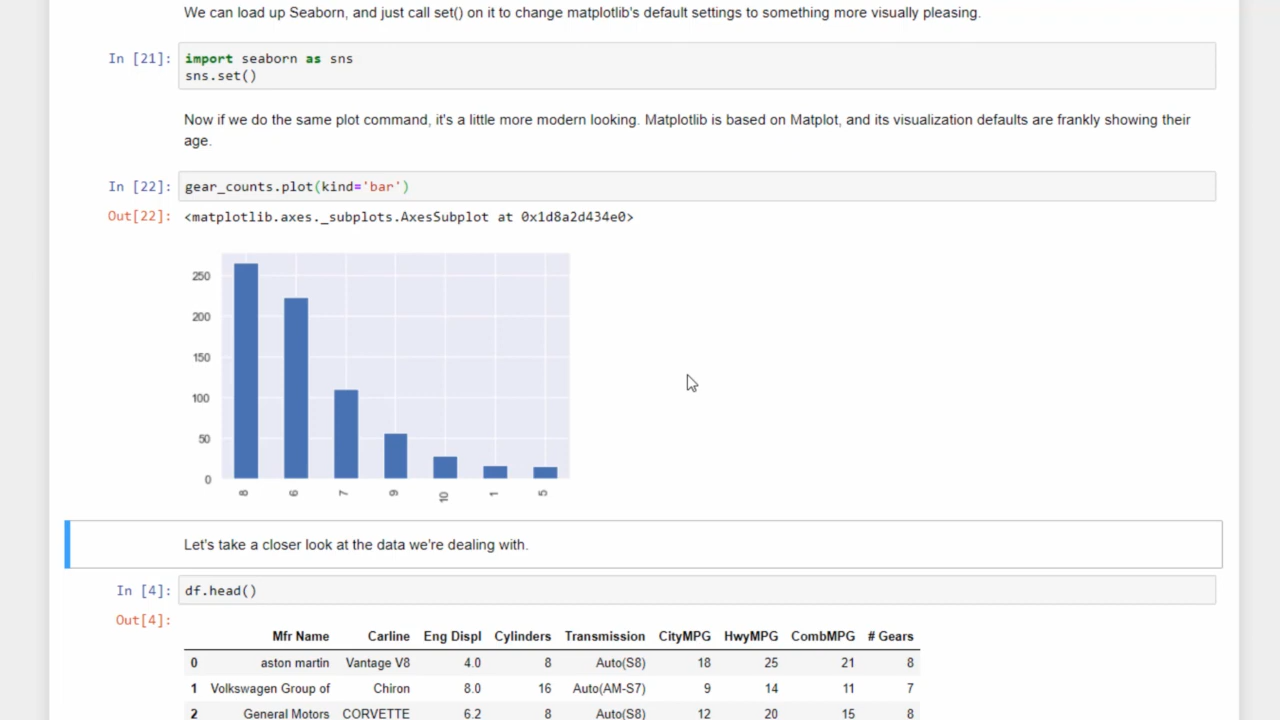 We can load up Seaborn, and just call set() on it to change matplotlib's default settings to something more visually pleasing.
In [21]: import seaborn as sns
sns.set()
Now if we do the same plot command, it's a little more modern looking. Matplotlib is based on Matplot, and its visualization defaults are frankly showing their
age.
In [22]: gear_counts.plot(kind='bar')
Out[22]: <matplotlib.axes._subplots.AxesSubplot at 0x1d8a2d434e0>
250
200
150
100
50
0
8 6 7 9 10 1 5
Let's take a closer look at the data we're dealing with.
In [4]: df.head()
Out[4]:
Mfr Name Carline Eng Displ Cylinders Transmission CityMPG HwyMPG CombMPG # Gears
0 aston martin Vantage V8 4.0 8 Auto(S8) 18 25 21 8
1 Volkswagen Group of Chiron 8.0 16 Auto(AM-S7) 9 14 11 7
2 General Motors CORVETTE 6.2 8 Auto(S8) 12 20 15 8